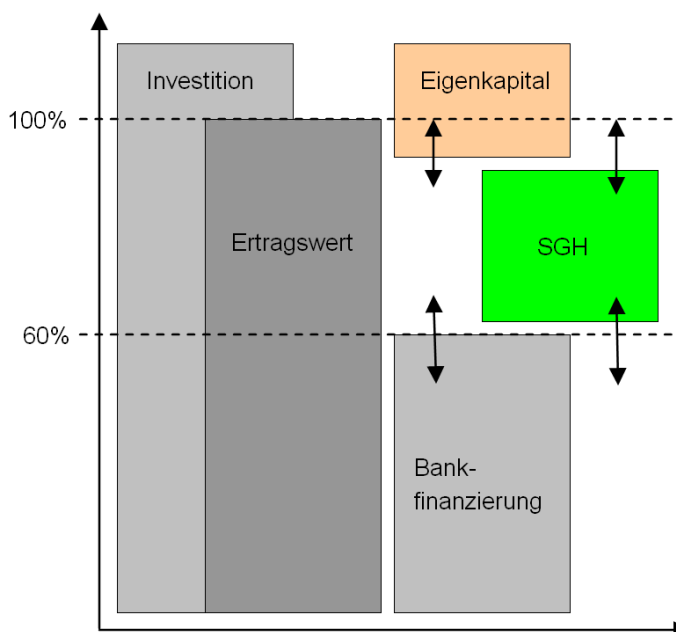 Investition
Eigenkapital
100%
Ertragswert
SGH
60%
Bank-
finanzierung